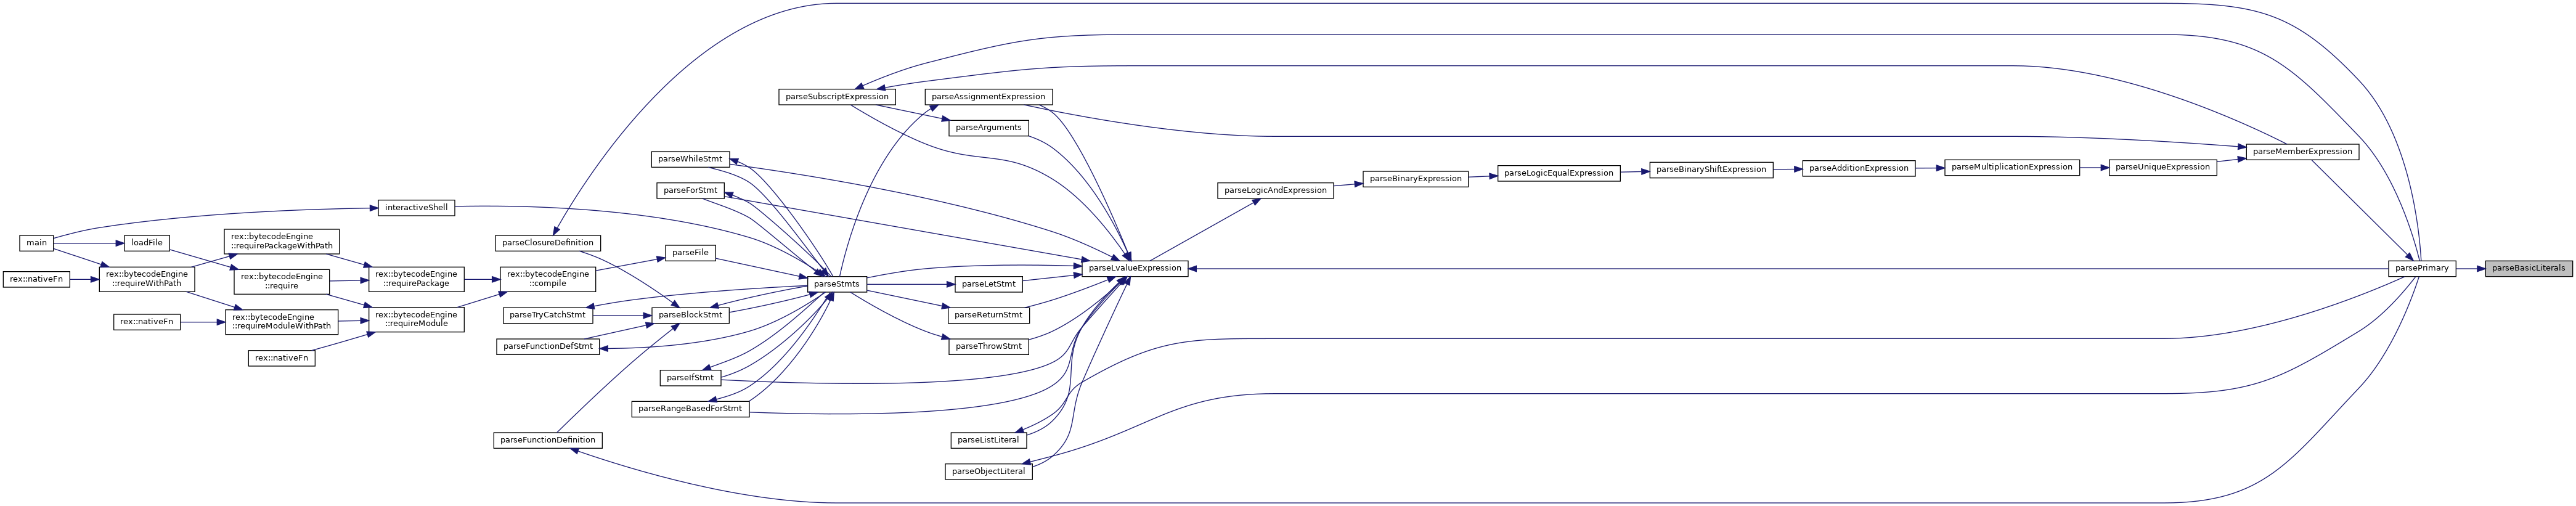 main
rex::nativeFn
rex::bytecodeEngine
::requireWithPath
loadFile
rex::nativeFn
rex::bytecodeEngine
::requirePackageWithPath
rex::bytecodeEngine
::require
rex::bytecodeEngine
::requireModuleWithPath
rex::nativeFn
interactiveShell
rex::bytecodeEngine
::requirePackage
rex::bytecodeEngine
::requireModule
parseClosureDefinition
rex::bytecodeEngine
::compile
parseTryCatchStmt
parseFunctionDefStmt
parseFunctionDefinition
parseWhileStmt
parseForStmt
parseFile
parseBlockStmt
parseIfStmt
parseRangeBasedForStmt
parseSubscriptExpression
parseStmts
parseAssignmentExpression
parseArguments
parseLetStmt
parseReturnStmt
parseThrowStmt
parseListLiteral
parseObjectLiteral
parseLvalueExpression
parseLogicAndExpression
parseBinaryExpression
parseLogicEqualExpression
parseBinaryShiftExpression
parseAdditionExpression
parseMultiplicationExpression
parseUniqueExpression
parseMemberExpression
parsePrimary
parseBasicLiterals